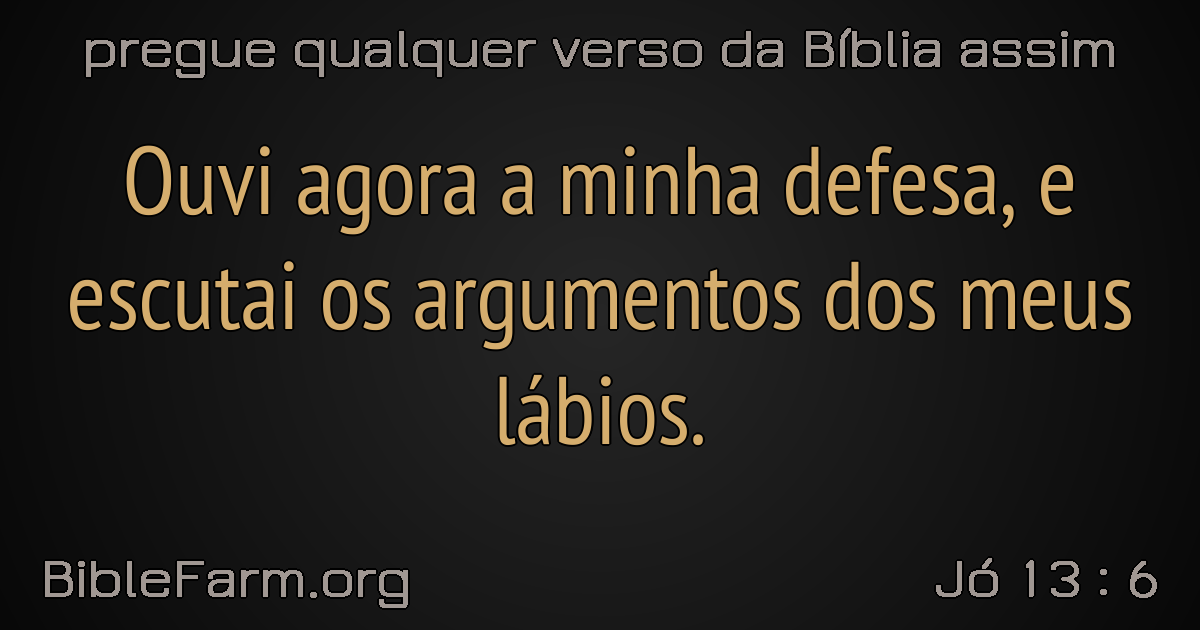 pregue qualquer verso da Bíblia assim
Ouvi agora a minha defesa, e
escutai os argumentos dos meus
lábios.
BibleFarm.org
Jó 13 : 6